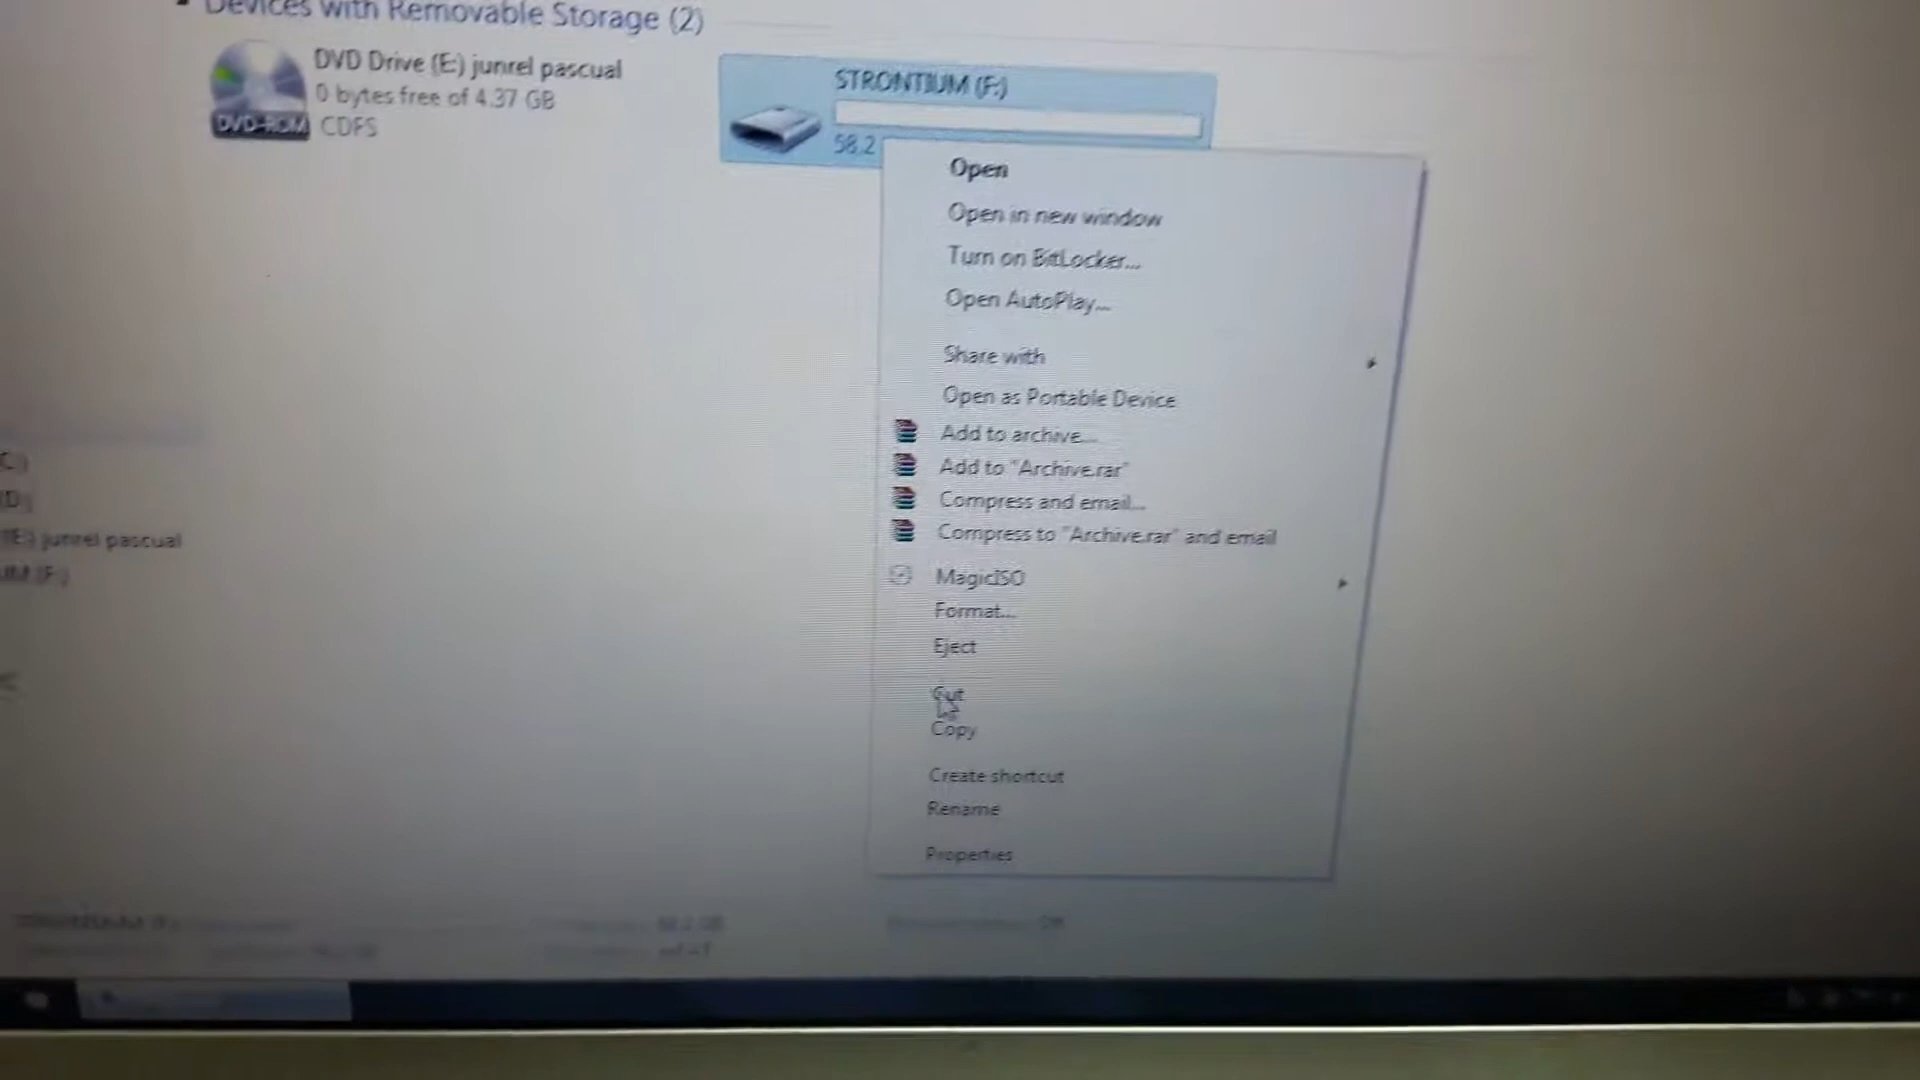 Devices with Removable Storage (2)
DVD Drive (E:) junrel pascual
0 bytes free of 4.37 GB
DVD-ROM CDFS
STRONTIUM (F:)
58.2
Open
Open in new window
Turn on BitLocker...
Open AutoPlay...
Share with
Open as Portable Device
Add to archive...
Add to "Archive.rar"
Compress and email...
Compress to "Archive.rar" and email
MagicISO
Format...
Eject
Cut
Copy
Create shortcut
Rename
Properties
C:)
(D:)
(E:) junrel pascual
UM (F:)